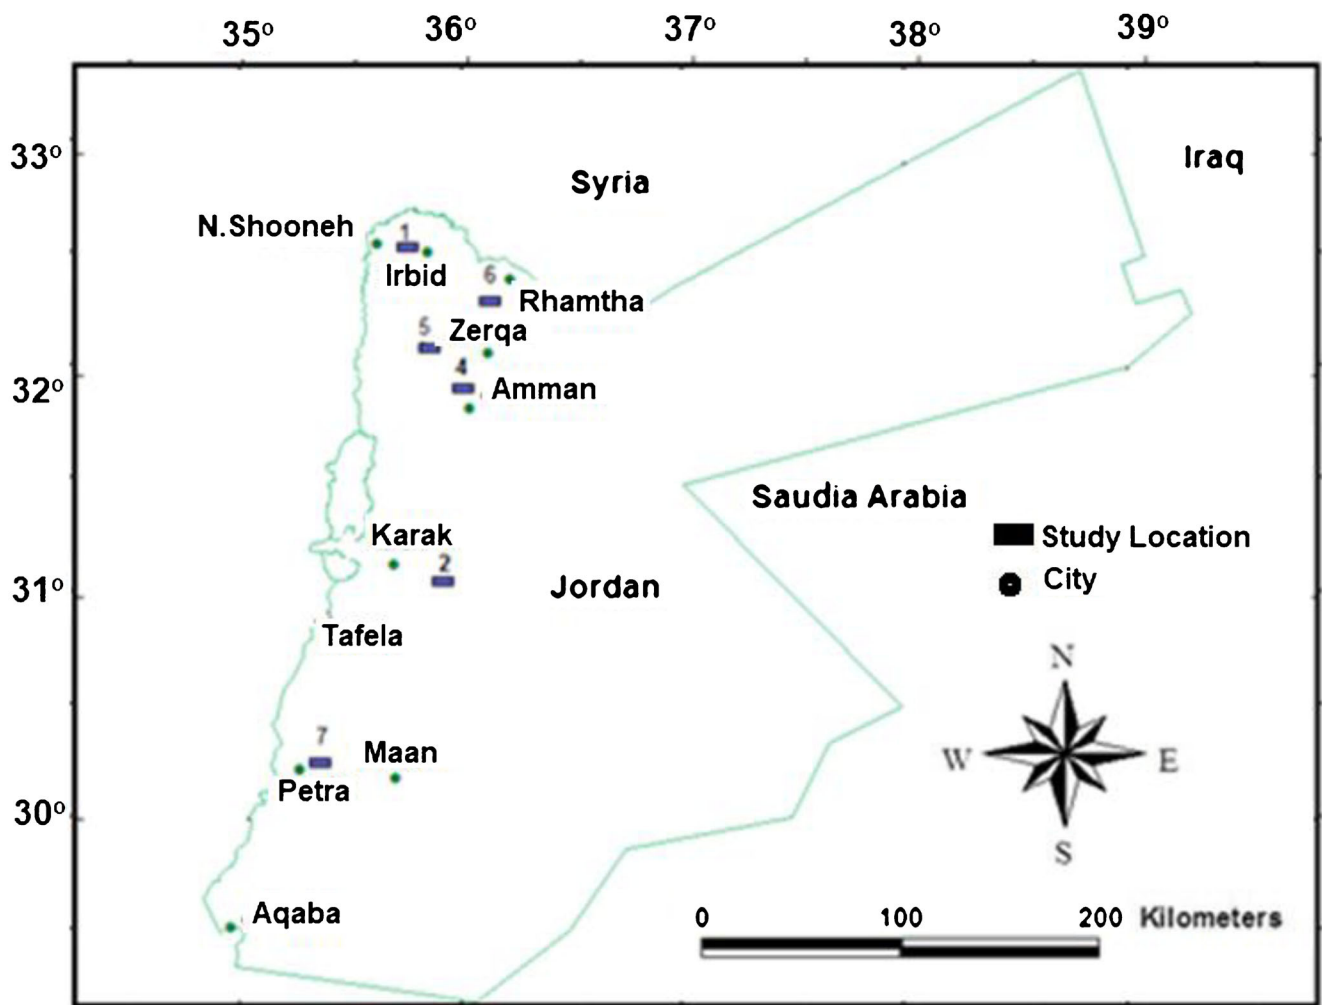 35º 36º 37º 38º 39º
33º
Syria
Iraq
N.Shooneh
1
Irbid
6
Rhamtha
5
Zerqa
4
32º
Amman
Saudia Arabia
Karak
2
Study Location
31º
Jordan
City
Tafela
N
7
Maan
W E
Petra
30º
S
Aqaba
0 100 200 Kilometers